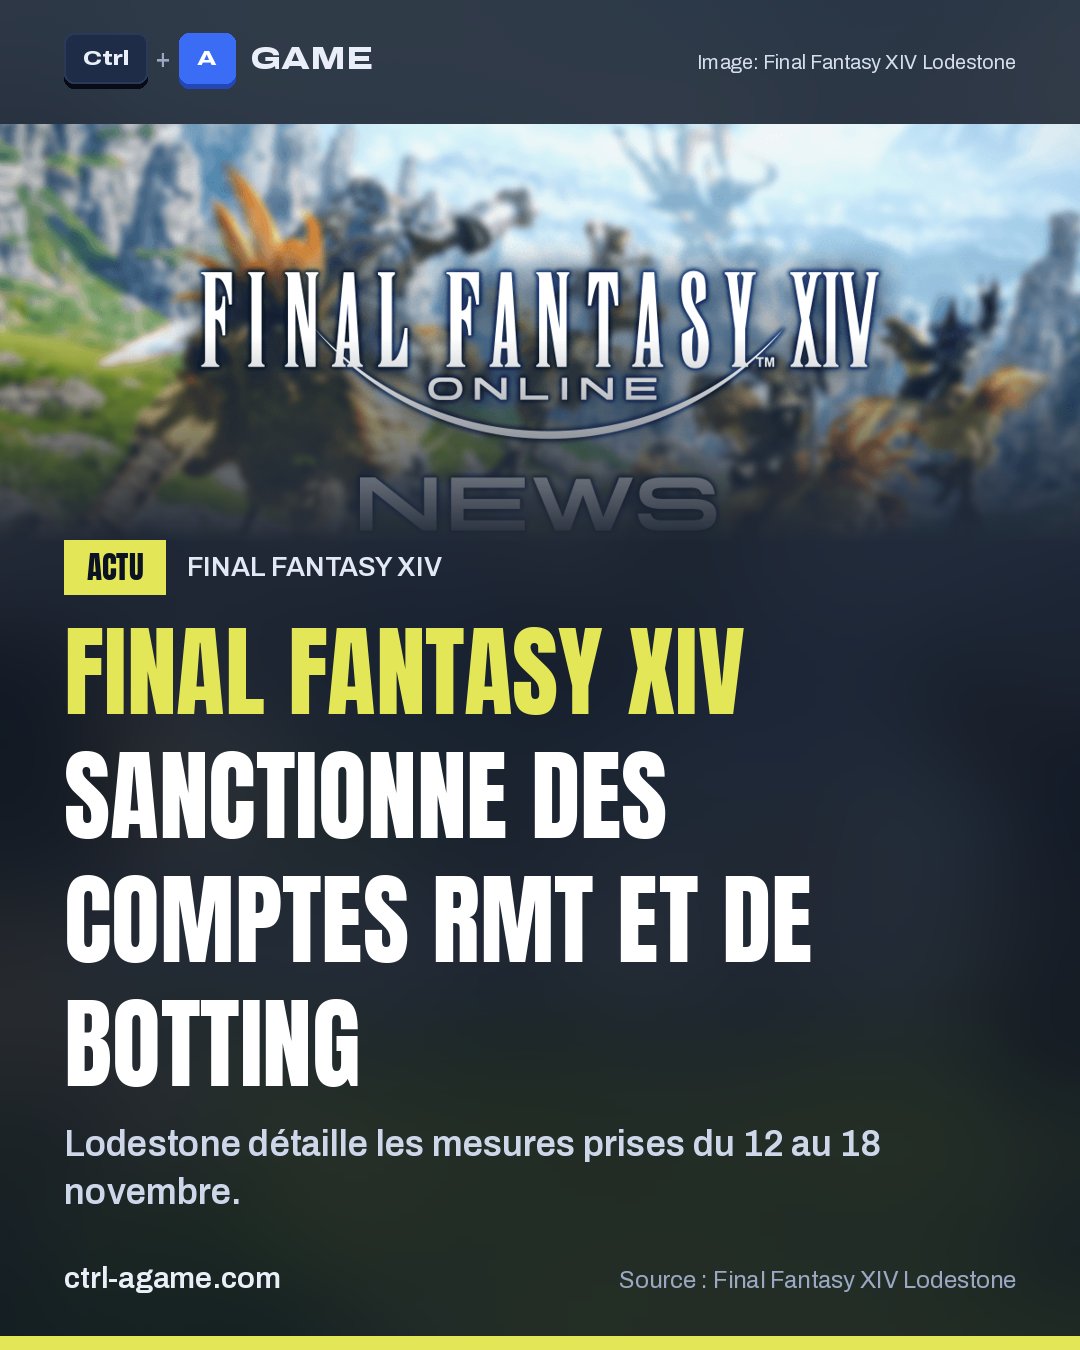 Ctrl + A GAME
Image: Final Fantasy XIV Lodestone
FINAL FANTASY XIV
ONLINE™
NEWS
ACTU FINAL FANTASY XIV
FINAL FANTASY XIV
SANCTIONNE DES
COMPTES RMT ET DE
BOTTING
Lodestone détaille les mesures prises du 12 au 18
novembre.
ctrl-agame.com
Source : Final Fantasy XIV Lodestone